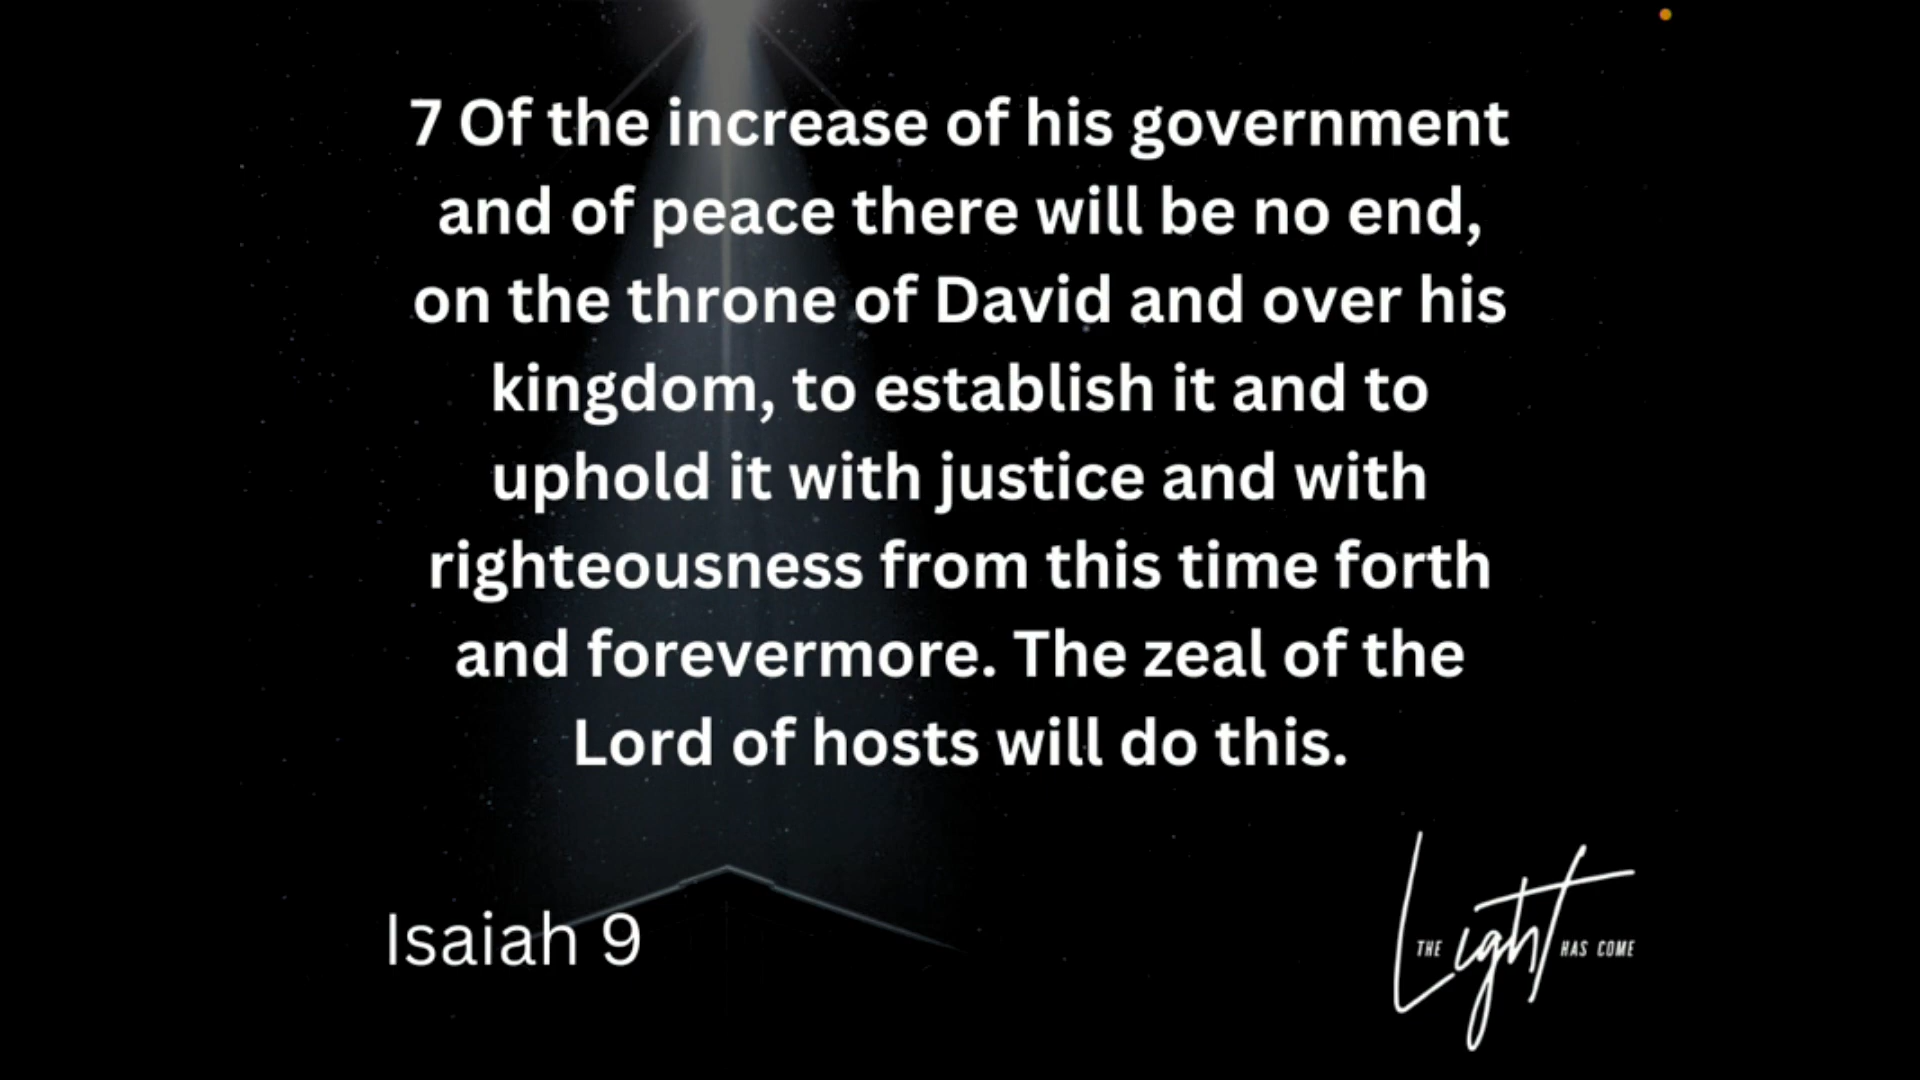 7 Of the increase of his government
and of peace there will be no end,
on the throne of David and over his
kingdom, to establish it and to
uphold it with justice and with
righteousness from this time forth
and forevermore. The zeal of the
Lord of hosts will do this.
Isaiah 9
THE Light HAS COME